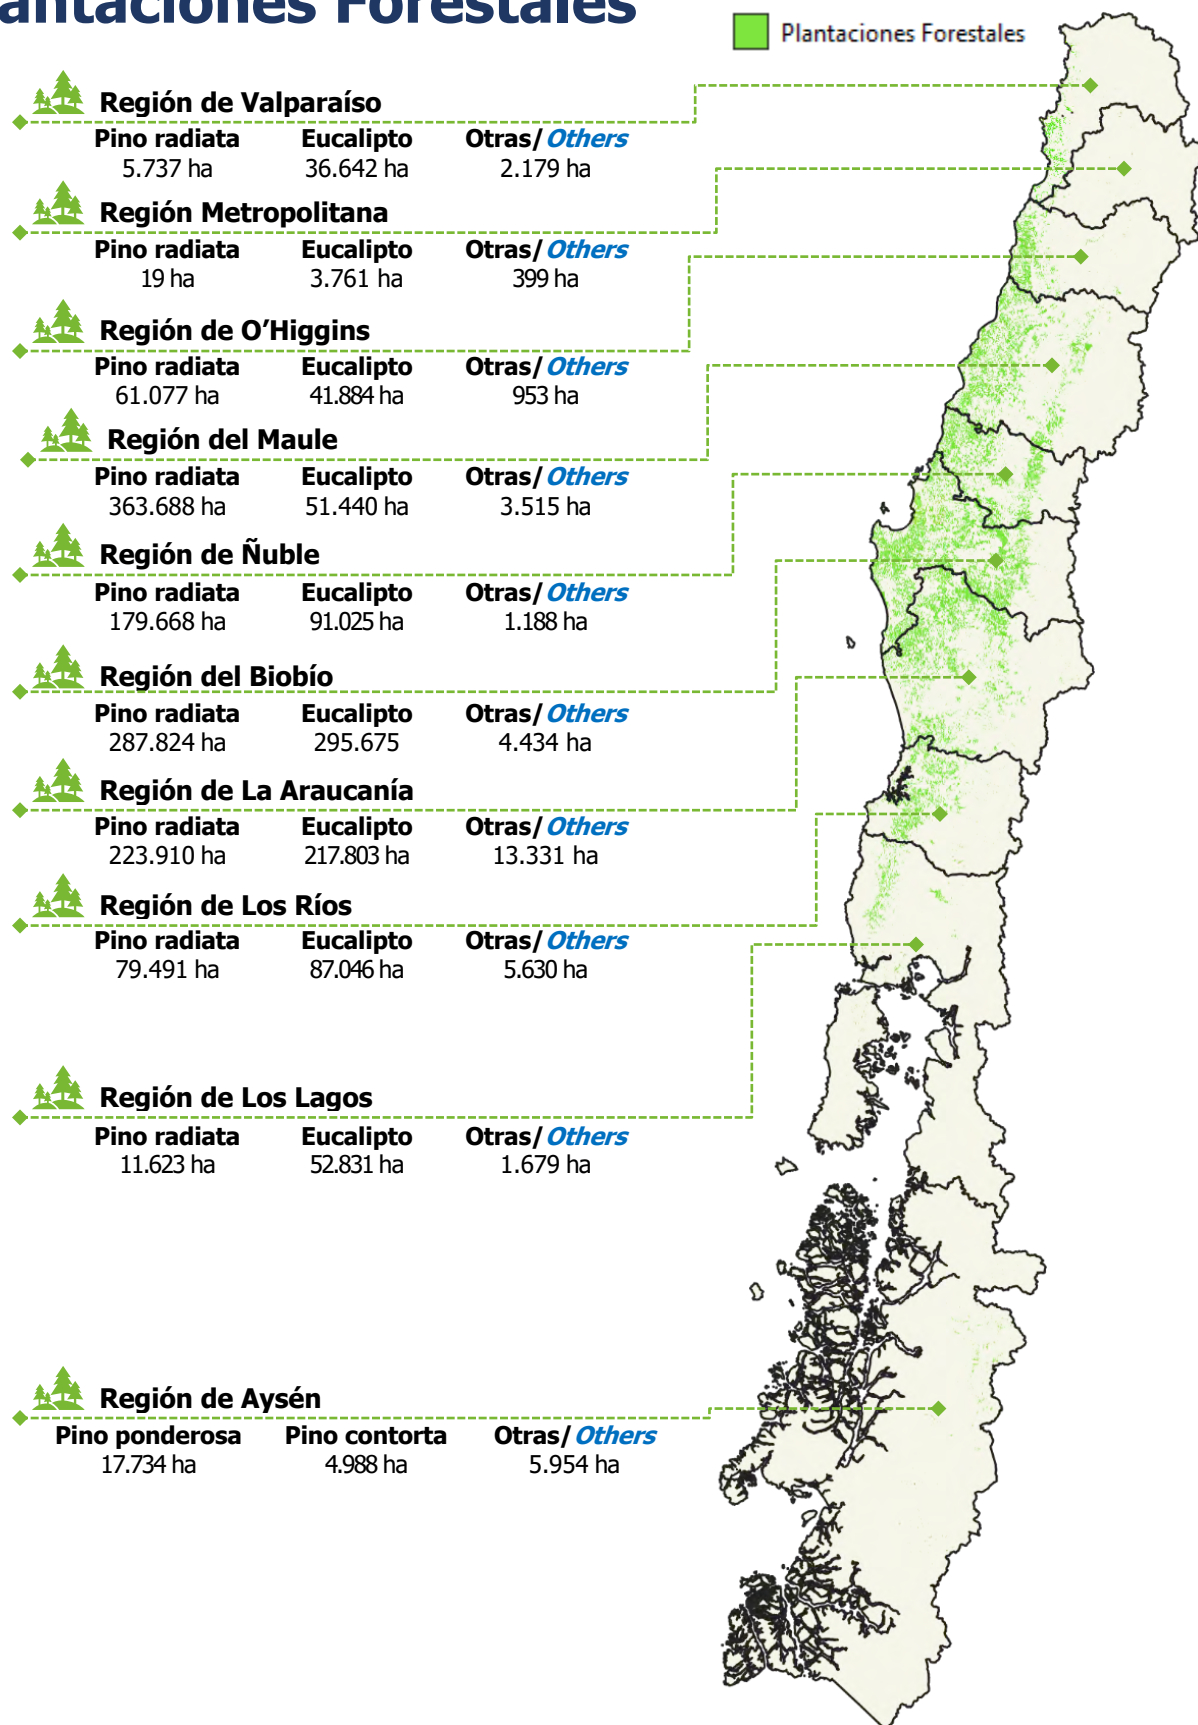 antaciones Forestales
Plantaciones Forestales
Región de Valparaíso
Pino radiata Eucalipto Otras/Others
5.737 ha 36.642 ha 2.179 ha
Región Metropolitana
Pino radiata Eucalipto Otras/Others
19 ha 3.761 ha 399 ha
Región de O’Higgins
Pino radiata Eucalipto Otras/Others
61.077 ha 41.884 ha 953 ha
Región del Maule
Pino radiata Eucalipto Otras/Others
363.688 ha 51.440 ha 3.515 ha
Región de Ñuble
Pino radiata Eucalipto Otras/Others
179.668 ha 91.025 ha 1.188 ha
Región del Biobío
Pino radiata Eucalipto Otras/Others
287.824 ha 295.675 4.434 ha
Región de La Araucanía
Pino radiata Eucalipto Otras/Others
223.910 ha 217.803 ha 13.331 ha
Región de Los Ríos
Pino radiata Eucalipto Otras/Others
79.491 ha 87.046 ha 5.630 ha
Región de Los Lagos
Pino radiata Eucalipto Otras/Others
11.623 ha 52.831 ha 1.679 ha
Región de Aysén
Pino ponderosa Pino contorta Otras/Others
17.734 ha 4.988 ha 5.954 ha